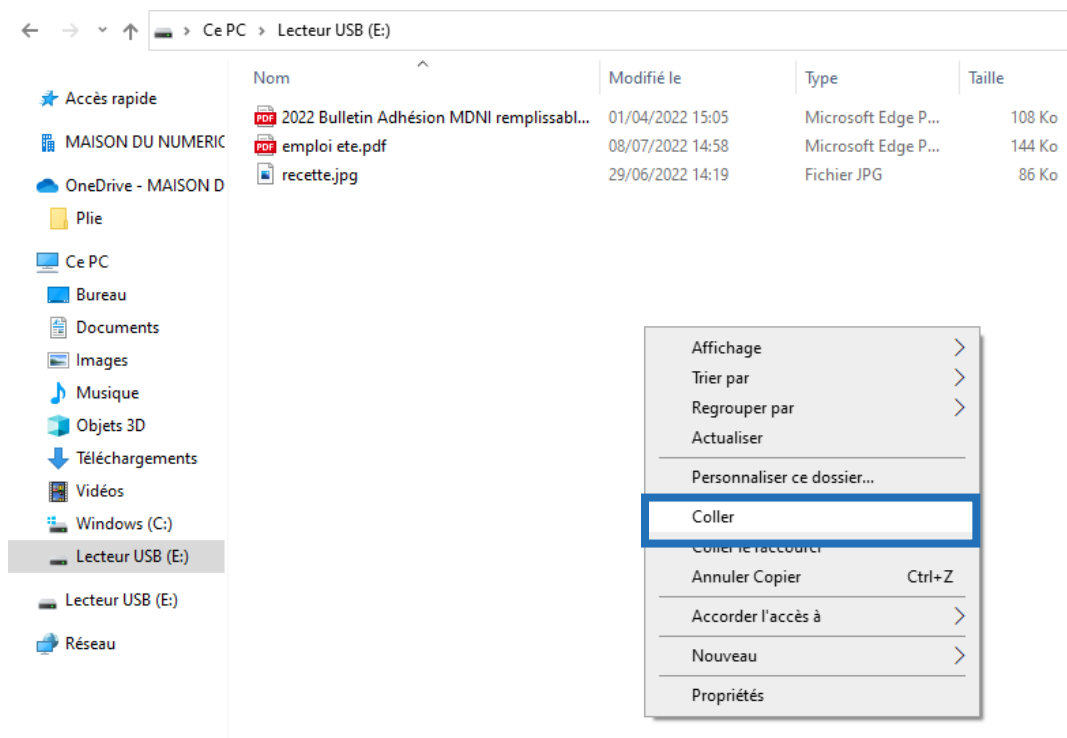 Ce PC > Lecteur USB (E:)
Nom Modifié le Type Taille
2022 Bulletin Adhésion MDNI remplissabl... 01/04/2022 15:05 Microsoft Edge P... 108 Ko
emploi ete.pdf 08/07/2022 14:58 Microsoft Edge P... 144 Ko
recette.jpg 29/06/2022 14:19 Fichier JPG 86 Ko
Accès rapide
MAISON DU NUMERIC
OneDrive - MAISON D
Plie
Ce PC
Bureau
Documents
Images
Musique
Objets 3D
Téléchargements
Vidéos
Windows (C:)
Lecteur USB (E:)
Lecteur USB (E:)
Réseau
Affichage
Trier par
Regrouper par
Actualiser
Personnaliser ce dossier...
Coller
Coller le raccourci
Annuler Copier Ctrl+Z
Accorder l'accès à
Nouveau
Propriétés